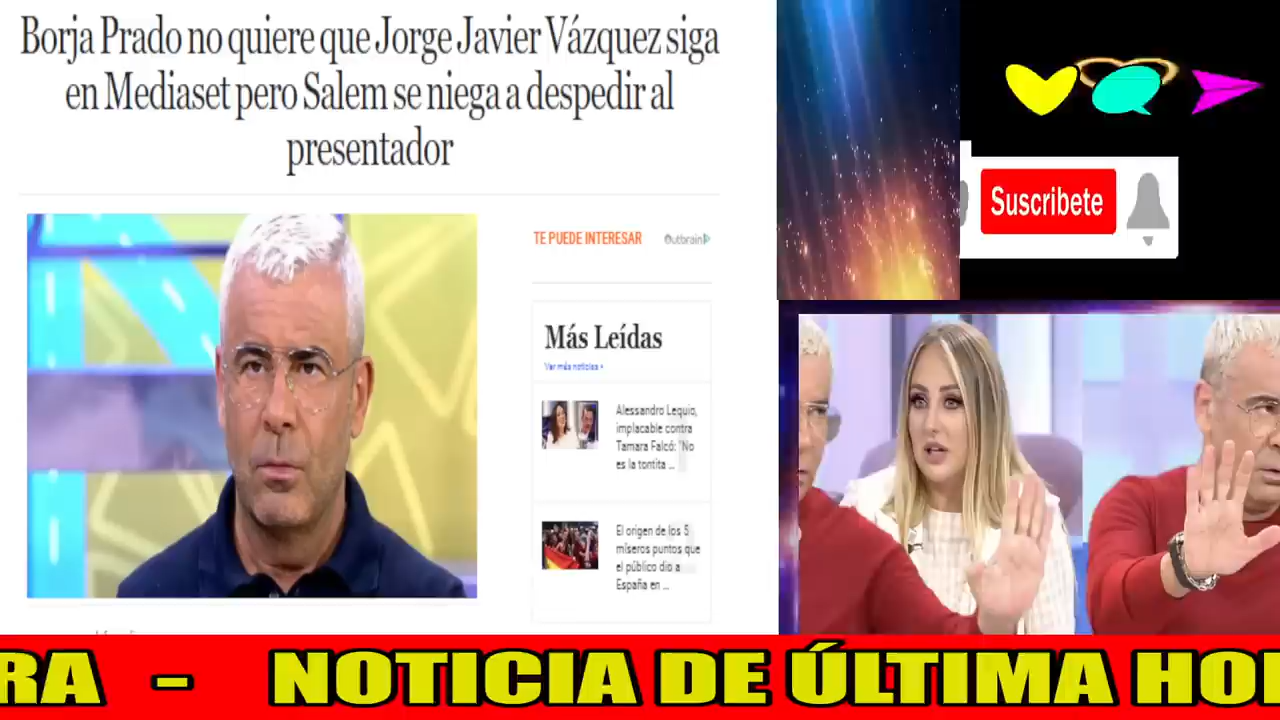 Borja Prado no quiere que Jorge Javier Vázquez siga
en Mediaset pero Salem se niega a despedir al
presentador
Suscribete
TE PUEDE INTERESAR
Outbrain
Más Leídas
Ver más noticias
Alessandro Lequio,
implacable contra
Tamara Falcó: "No
es la tontita ...
El origen de los 5
míseros puntos que
el público dio a
España en ...
RA - NOTICIA DE ÚLTIMA HO